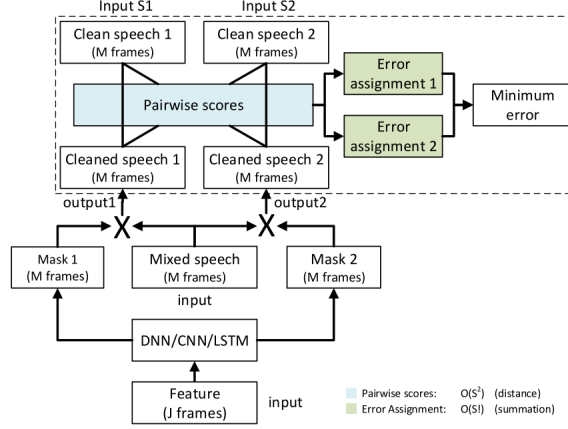 Input S1
Input S2
Clean speech 1
(M frames)
Clean speech 2
(M frames)
Pairwise scores
Error
assignment 1
Error
assignment 2
Minimum
error
Cleaned speech 1
(M frames)
Cleaned speech 2
(M frames)
output1
output2
X
X
Mask 1
(M frames)
Mixed speech
(M frames)
Mask 2
(M frames)
input
DNN/CNN/LSTM
Feature
(J frames)
input
Pairwise scores: O(S²) (distance)
Error Assignment: O(S!) (summation)